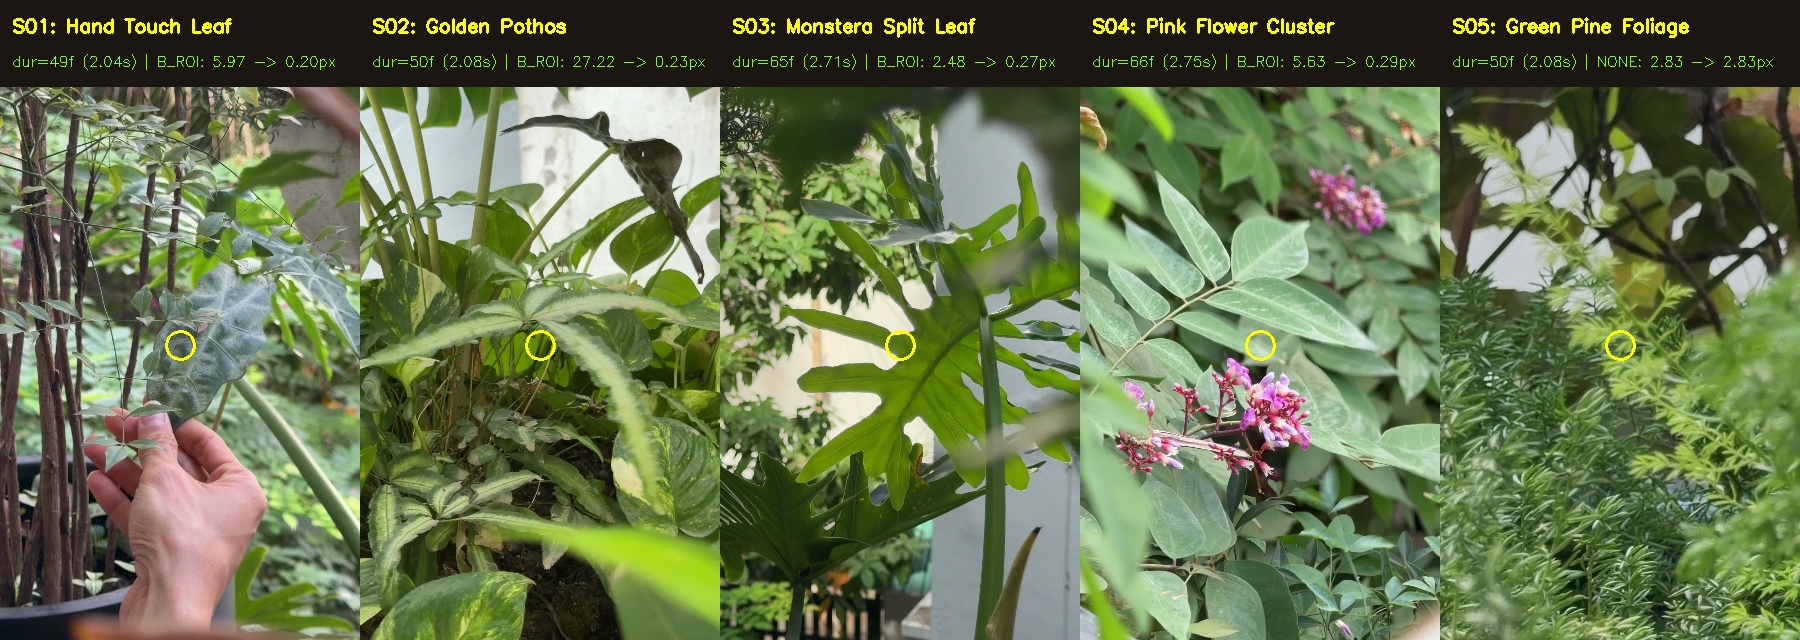 S01: Hand Touch Leaf
dur=49f (2.04s) | B_ROI: 5.97 -> 0.20px
S02: Golden Pothos
dur=50f (2.08s) | B_ROI: 27.22 -> 0.23px
S03: Monstera Split Leaf
dur=65f (2.71s) | B_ROI: 2.48 -> 0.27px
S04: Pink Flower Cluster
dur=66f (2.75s) | B_ROI: 5.63 -> 0.29px
S05: Green Pine Foliage
dur=50f (2.08s) | NONE: 2.83 -> 2.83px